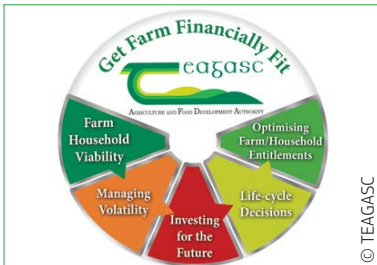 Get Farm Financially Fit
Teagasc
AGRICULTURE AND FOOD DEVELOPMENT AUTHORITY
Farm
Household
Viability
Managing
Volatility
Investing
for the
Future
Life-cycle
Decisions
Optimising
Farm/Household
Entitlements
© TEAGASC